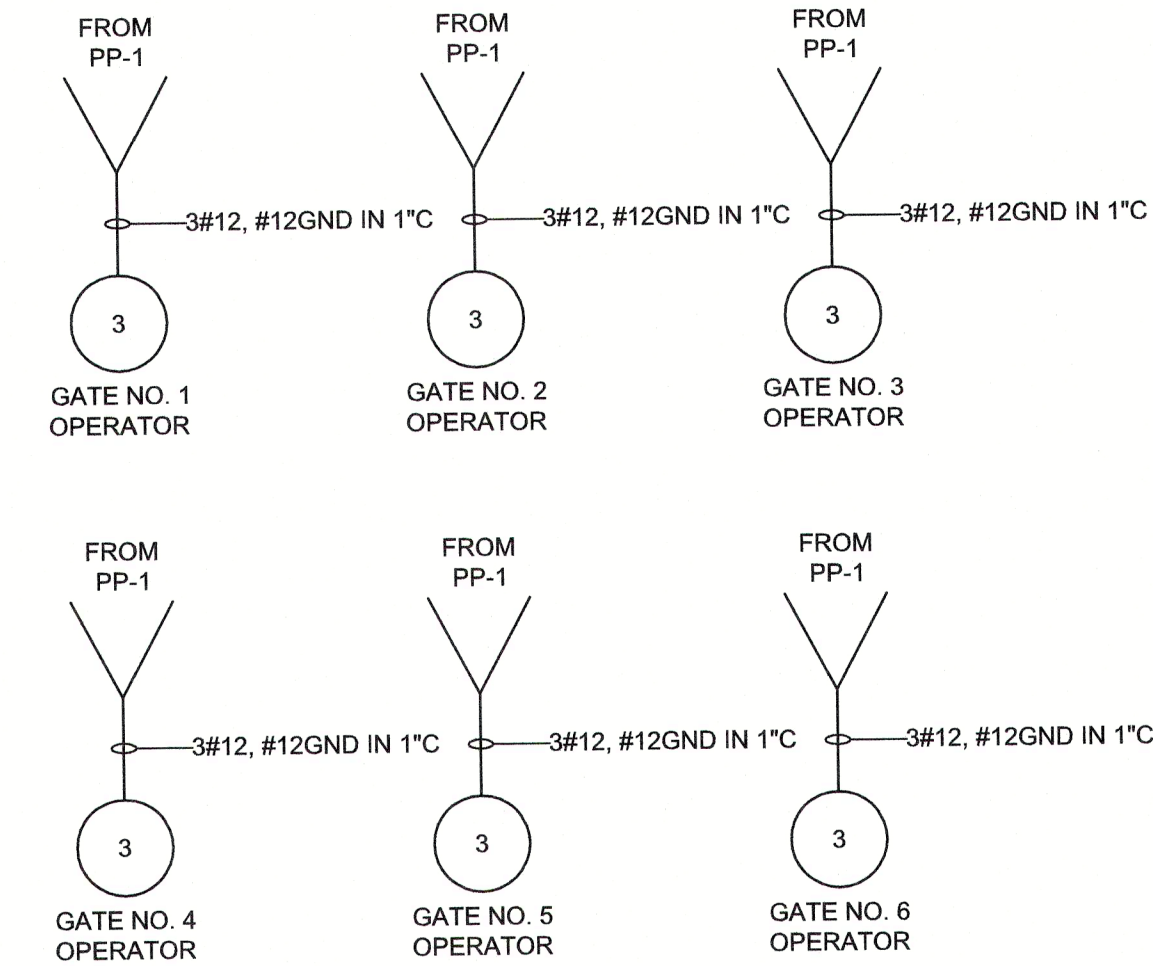 FROM
PP-1
3#12, #12GND IN 1"C
3
GATE NO. 1
OPERATOR
FROM
PP-1
3#12, #12GND IN 1"C
3
GATE NO. 2
OPERATOR
FROM
PP-1
3#12, #12GND IN 1"C
3
GATE NO. 3
OPERATOR
FROM
PP-1
3#12, #12GND IN 1"C
3
GATE NO. 4
OPERATOR
FROM
PP-1
3#12, #12GND IN 1"C
3
GATE NO. 5
OPERATOR
FROM
PP-1
3#12, #12GND IN 1"C
3
GATE NO. 6
OPERATOR